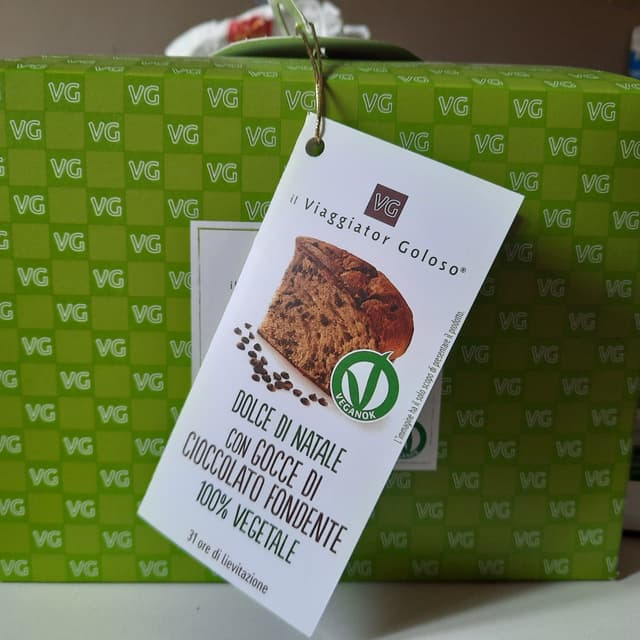 VG
il Viaggiator Goloso®
VEGANOK
L'immagine ha il solo scopo di presentare il prodotto.
DOLCE DI NATALE
CON GOCCE DI
CIOCCOLATO FONDENTE
100% VEGETALE
31 ore di lievitazione